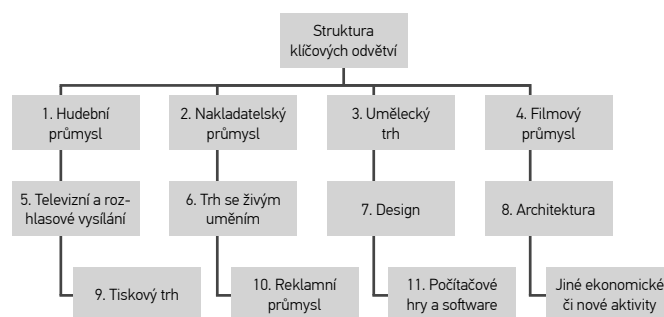 Struktura
klíčových odvětví
1. Hudební
průmysl
2. Nakladatelský
průmysl
3. Umělecký
trh
4. Filmový
průmysl
5. Televizní a roz-
hlasové vysílání
6. Trh se živým
uměním
7. Design
8. Architektura
9. Tiskový trh
10. Reklamní
průmysl
11. Počítačové
hry a software
Jiné ekonomické
či nové aktivity